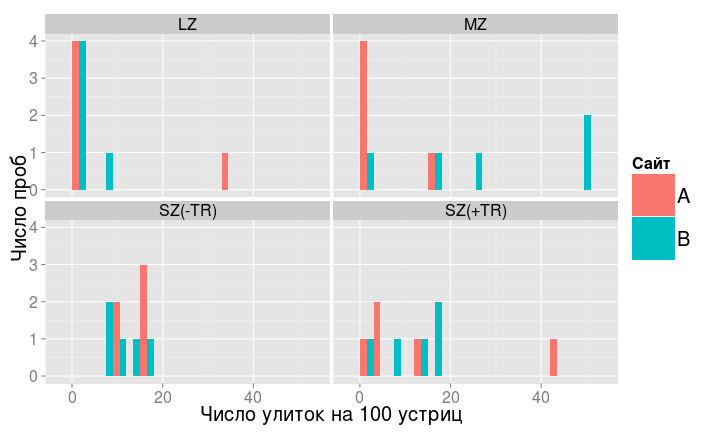 LZ
MZ
4
3
2
1
0
SZ(-TR)
SZ(+TR)
4
3
2
1
0
0
20
40
0
20
40
Число улиток на 100 устриц
Число проб
Сайт
A
B